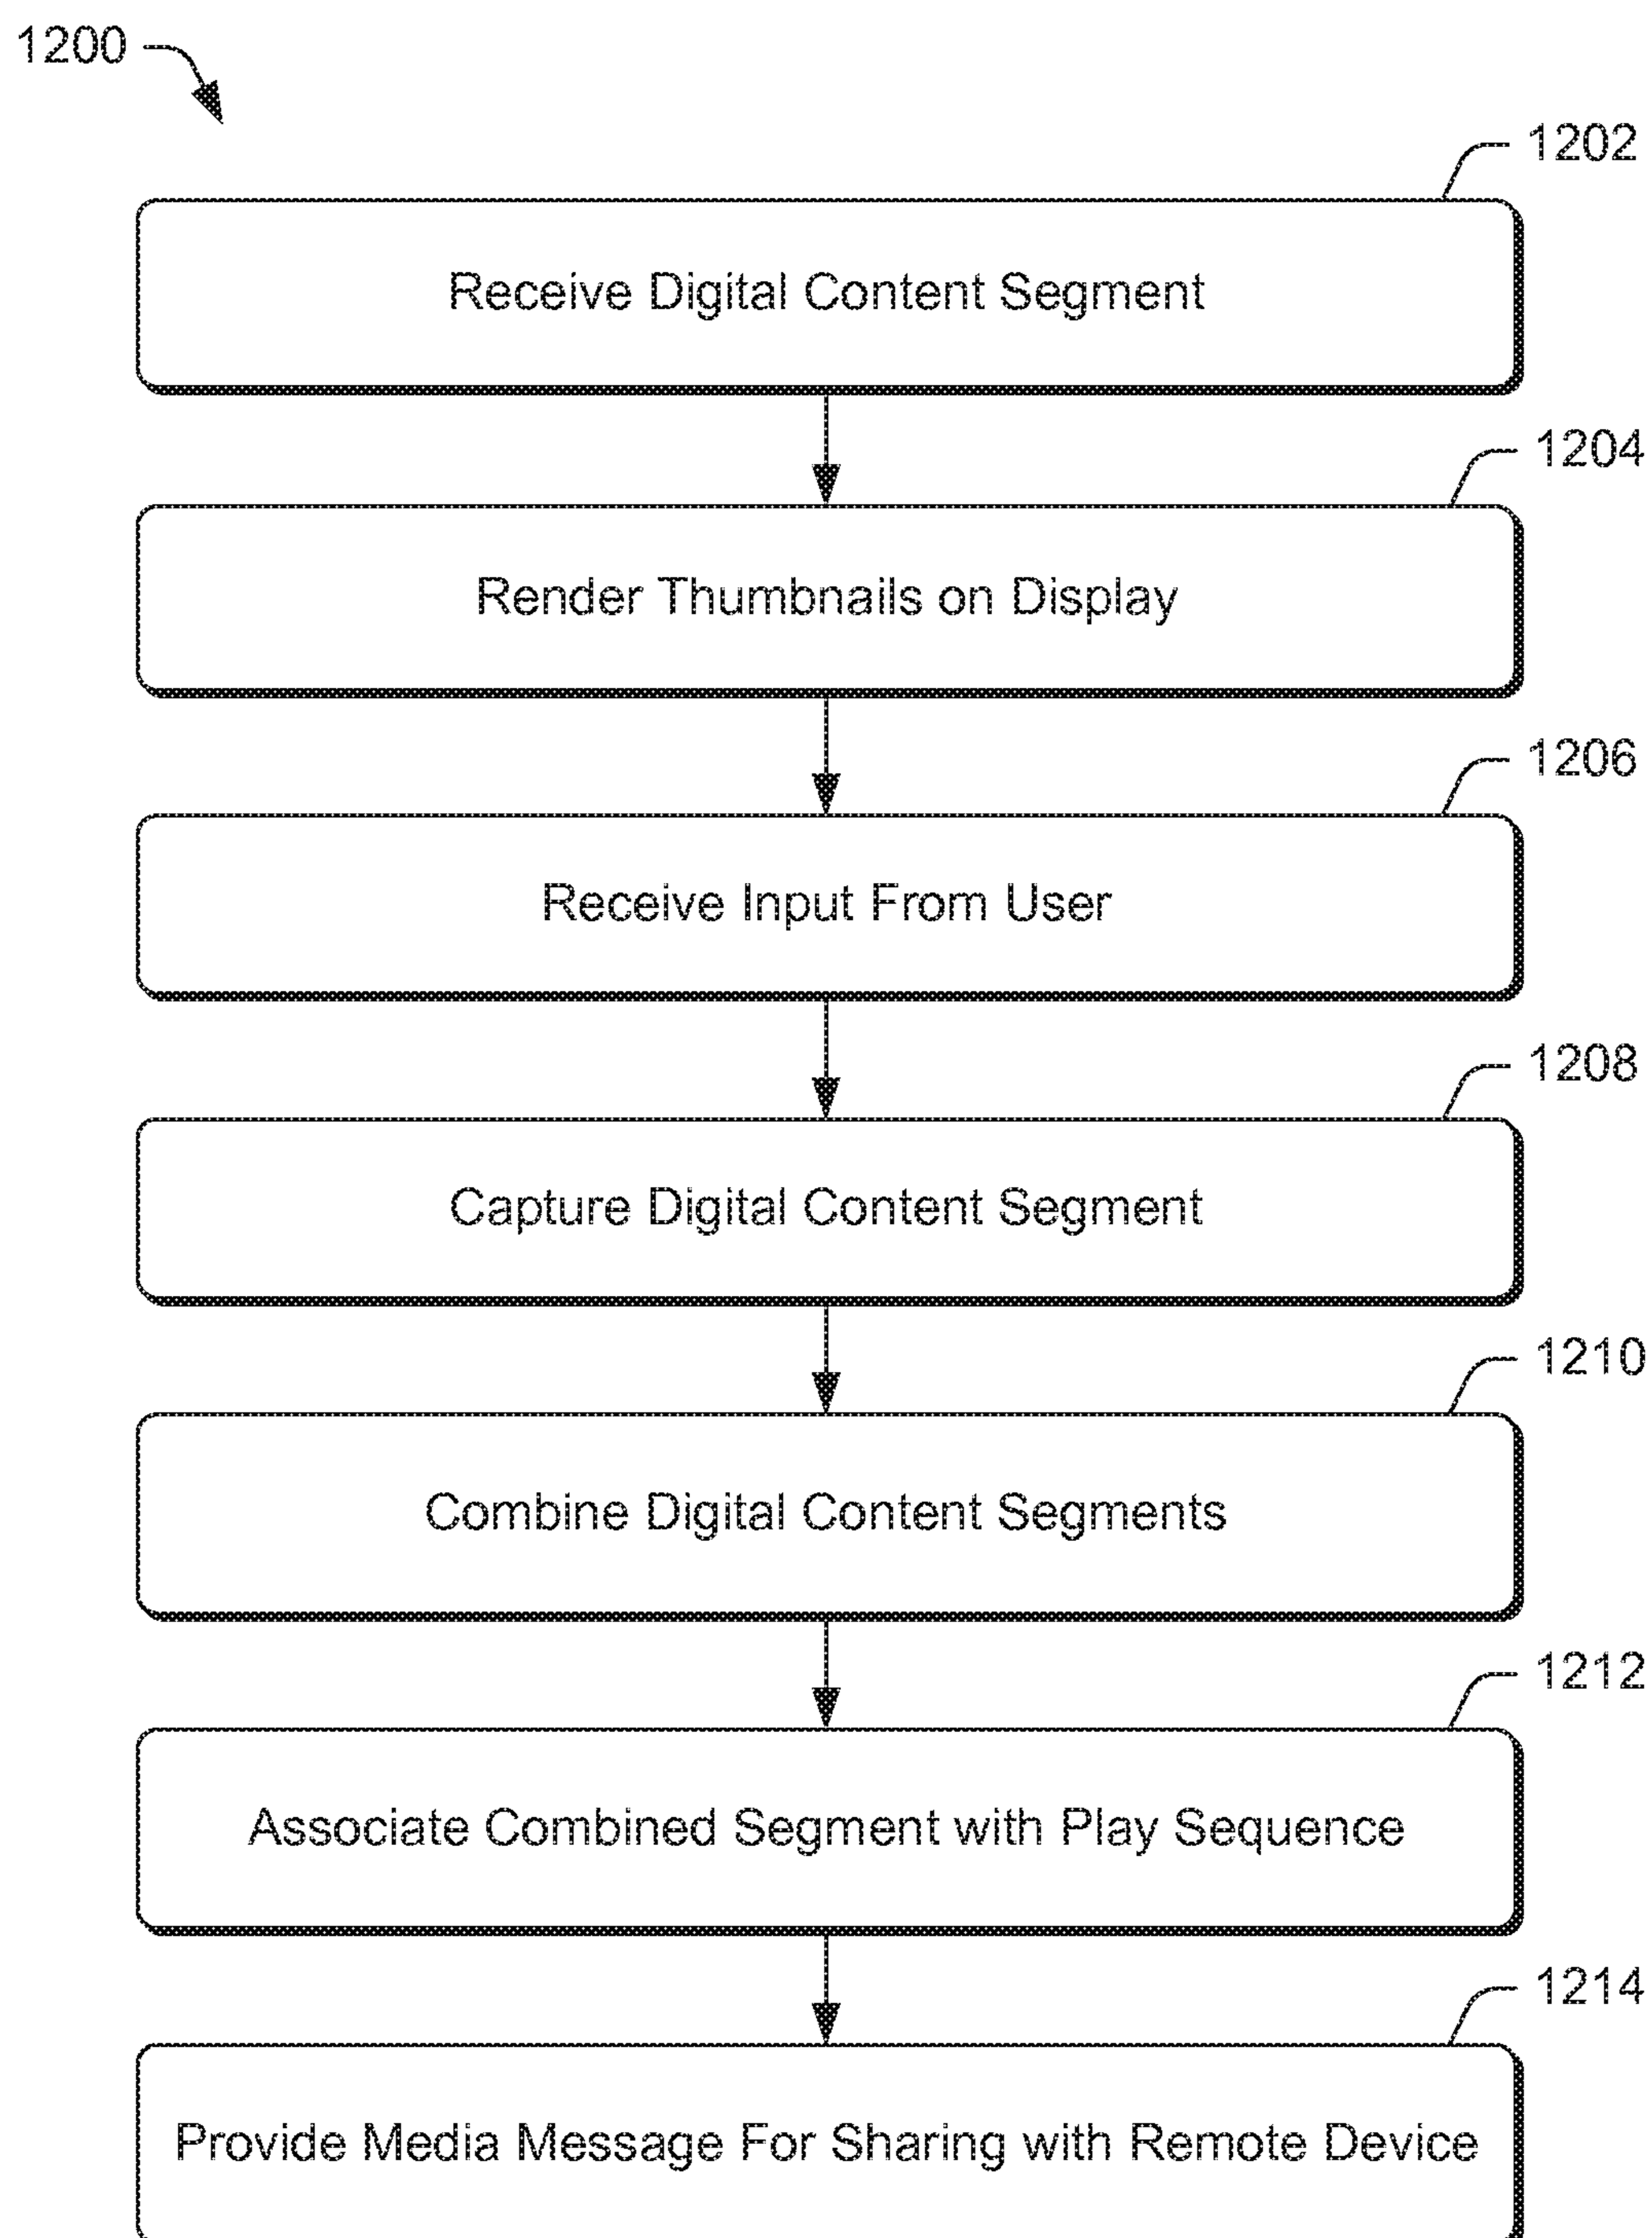 1200
1202
Receive Digital Content Segment
1204
Render Thumbnails on Display
1206
Receive Input From User
1208
Capture Digital Content Segment
1210
Combine Digital Content Segments
1212
Associate Combined Segment with Play Sequence
1214
Provide Media Message For Sharing with Remote Device